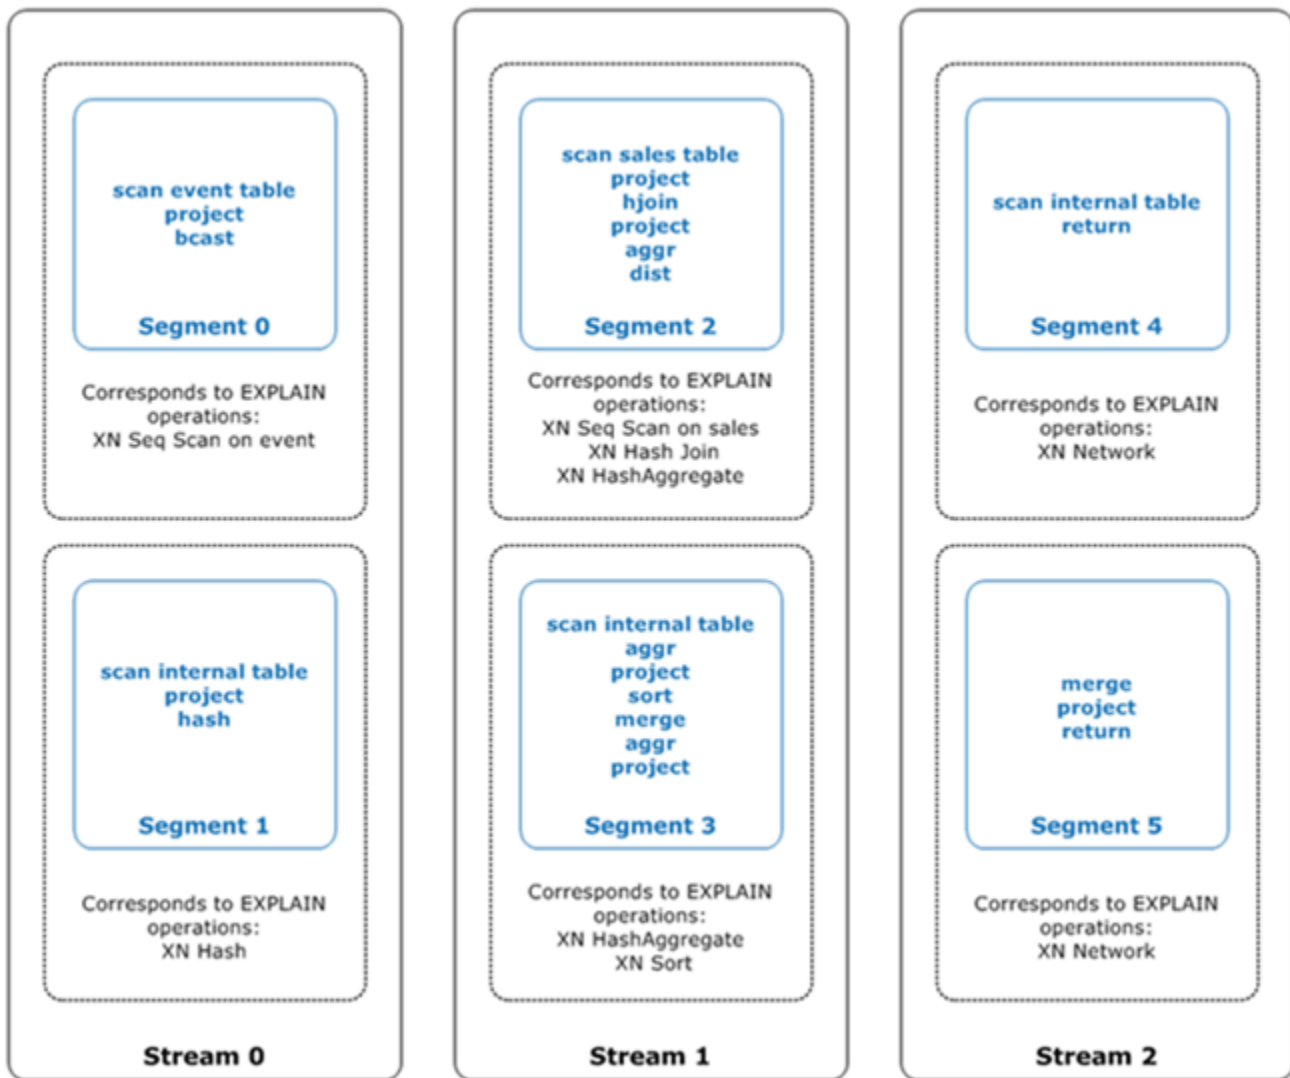 scan event table
project
bcast
Segment 0
Corresponds to EXPLAIN
operations:
XN Seq Scan on event
scan internal table
project
hash
Segment 1
Corresponds to EXPLAIN
operations:
XN Hash
Stream 0
scan sales table
project
hjoin
project
aggr
dist
Segment 2
Corresponds to EXPLAIN
operations:
XN Seq Scan on sales
XN Hash Join
XN HashAggregate
scan internal table
aggr
project
sort
merge
aggr
project
Segment 3
Corresponds to EXPLAIN
operations:
XN HashAggregate
XN Sort
Stream 1
scan internal table
return
Segment 4
Corresponds to EXPLAIN
operations:
XN Network
merge
project
return
Segment 5
Corresponds to EXPLAIN
operations:
XN Network
Stream 2